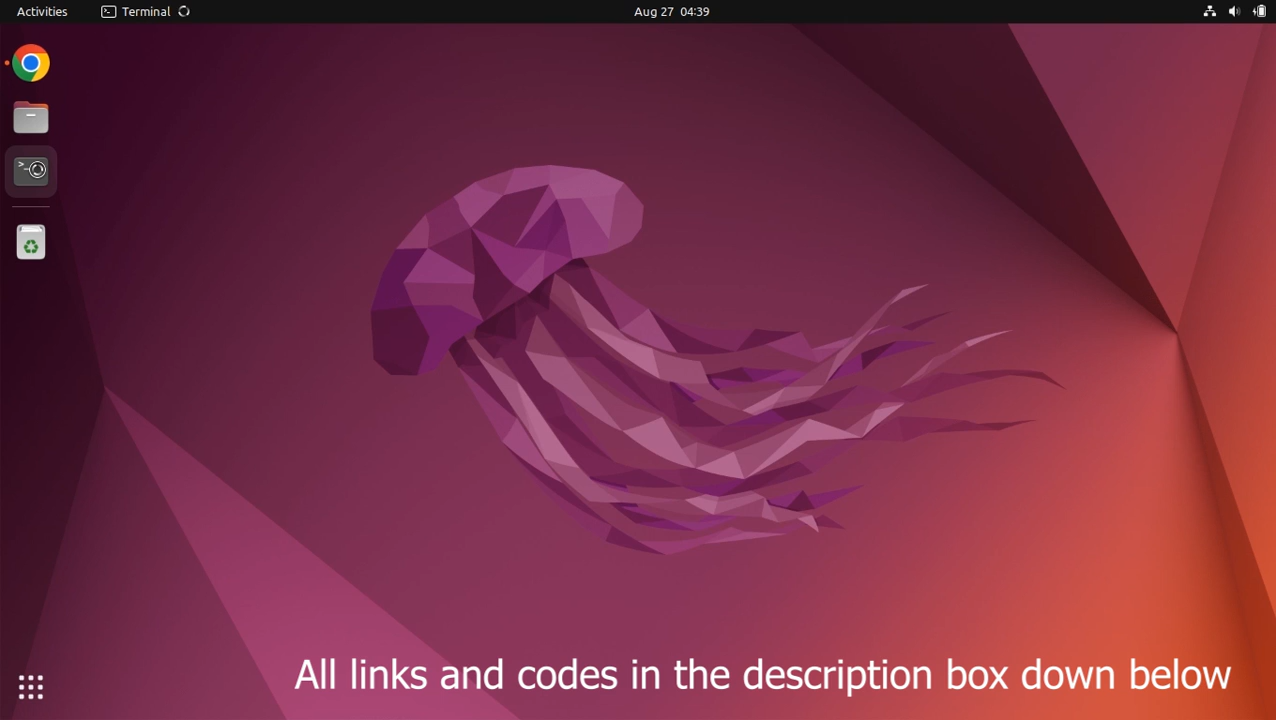 Activities
Terminal
Aug 27 04:39
All links and codes in the description box down below